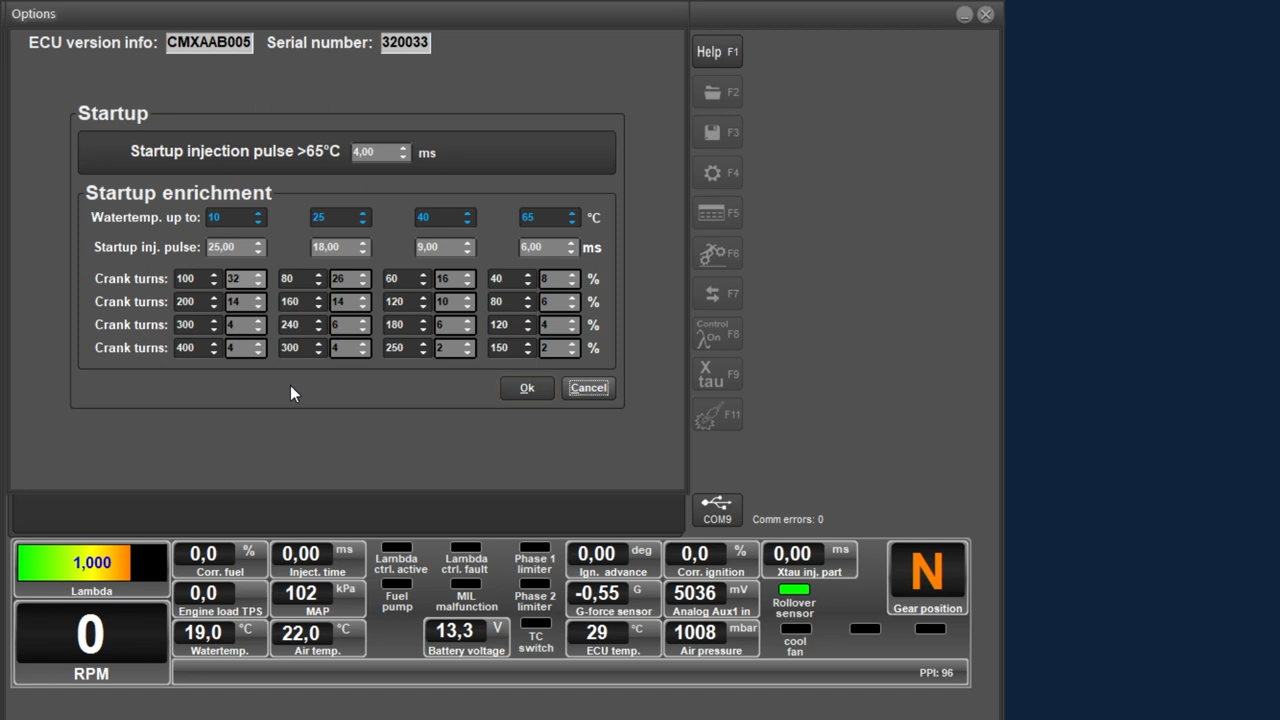 Options
ECU version info: CMXAAB005 Serial number: 320033
Help F1
F2
F3
F4
F5
F6
F7
Control λOn F8
X tau F9
F11
Startup
Startup injection pulse >65°C 4,00 ms
Startup enrichment
Watertemp. up to: 10 25 40 65 °C
Startup inj. pulse: 25,00 18,00 9,00 6,00 ms
Crank turns: 100 32 80 26 60 16 40 8 %
Crank turns: 200 14 160 14 120 10 80 6 %
Crank turns: 300 4 240 6 180 6 120 4 %
Crank turns: 400 4 300 4 250 2 150 2 %
Ok Cancel
COM9 Comm errors: 0
1,000
Lambda
0
RPM
0,0 %
Corr. fuel
0,00 ms
Inject. time
0,0
Engine load TPS
102 kPa
MAP
19,0 °C
Watertemp.
22,0 °C
Air temp.
Lambda ctrl. active
Lambda ctrl. fault
Phase 1 limiter
Fuel pump
MIL malfunction
Phase 2 limiter
13,3 V
Battery voltage
TC switch
0,00 deg
Ign. advance
0,0 %
Corr. ignition
0,00 ms
Xtau inj. part
-0,55 G
G-force sensor
5036 mV
Analog Aux1 in
Rollover sensor
29 °C
ECU temp.
1008 mbar
Air pressure
cool fan
N
Gear position
PPI: 96